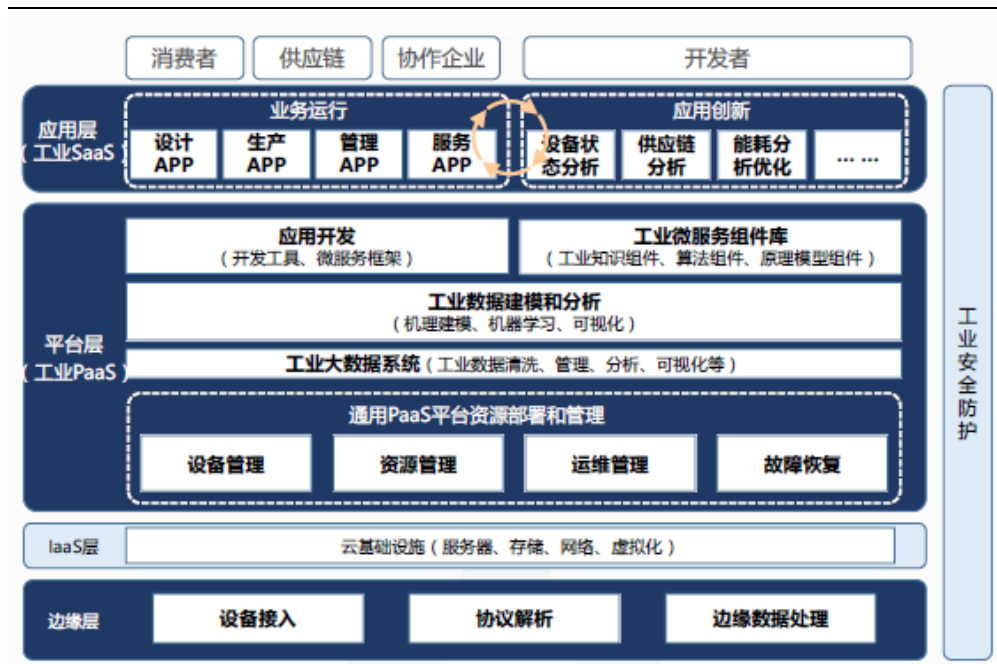 消费者
供应链
协作企业
开发者
应用层
（工业SaaS）
业务运行
设计
APP
生产
APP
管理
APP
服务
APP
应用创新
设备状
态分析
供应链
分析
能耗分
析优化
... ...
平台层
（工业PaaS）
应用开发
（开发工具、微服务框架）
工业微服务组件库
（工业知识组件、算法组件、原理模型组件）
工业数据建模和分析
（机理建模、机器学习、可视化）
工业大数据系统（工业数据清洗、管理、分析、可视化等）
通用PaaS平台资源部署和管理
设备管理
资源管理
运维管理
故障恢复
IaaS层
云基础设施（服务器、存储、网络、虚拟化）
边缘层
设备接入
协议解析
边缘数据处理
工业安全防护